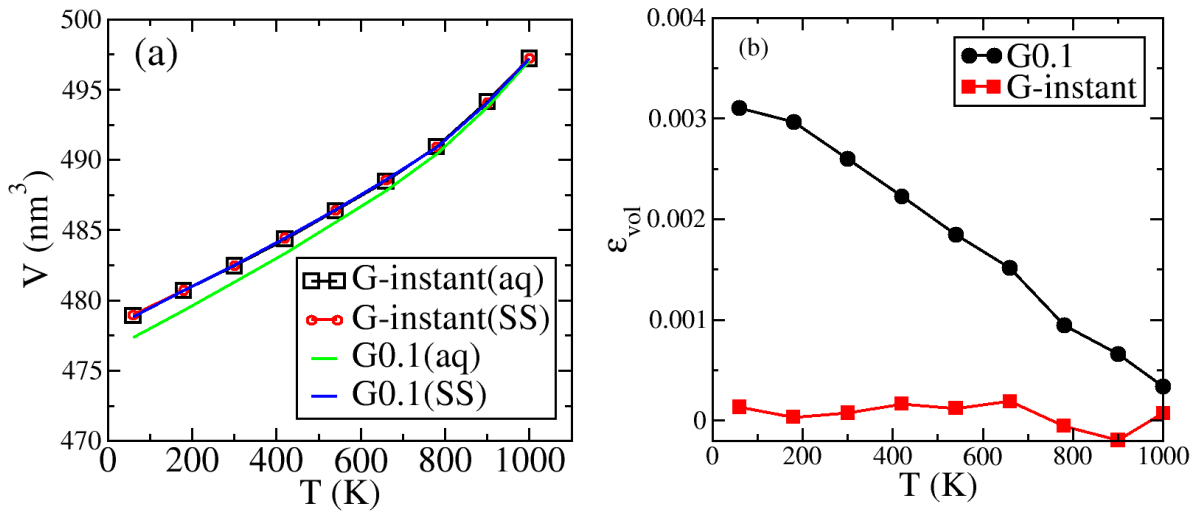 (a)
500
495
490
485
480
475
470
V (nm³)
0 200 400 600 800 1000
T (K)
G-instant(aq)
G-instant(SS)
G0.1(aq)
G0.1(SS)
(b)
0.004
0.003
0.002
0.001
0
εvol
0 200 400 600 800 1000
T (K)
G0.1
G-instant